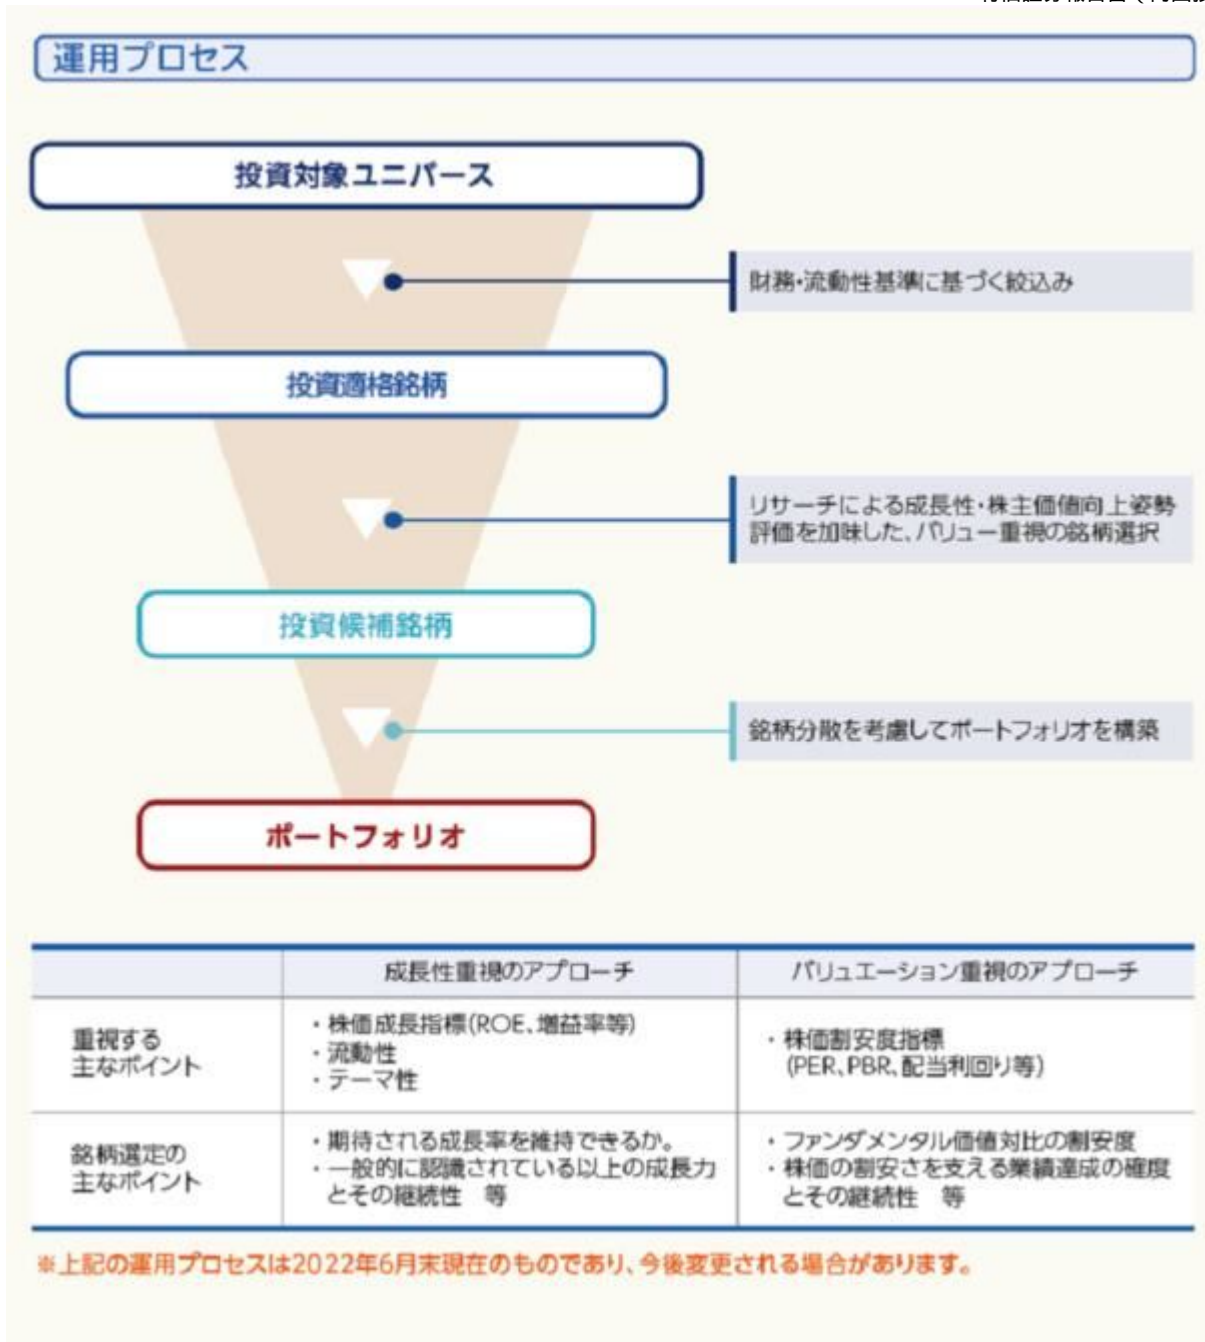 運用プロセス
投資対象ユニバース
財務・流動性基準に基づく絞込み
投資適格銘柄
リサーチによる成長性・株主価値向上姿勢
評価を加味した、バリュー重視の銘柄選択
投資候補銘柄
銘柄分散を考慮してポートフォリオを構築
ポートフォリオ
成長性重視のアプローチ
バリュエーション重視のアプローチ
重視する
主なポイント
・株価成長指標(ROE、増益率等)
・流動性
・テーマ性
・株価割安度指標
(PER、PBR、配当利回り等)
銘柄選定の
主なポイント
・期待される成長率を維持できるか。
・一般的に認識されている以上の成長力
とその継続性 等
・ファンダメンタル価値対比の割安度
・株価の割安さを支える業績達成の確度
とその継続性 等
※上記の運用プロセスは2022年6月末現在のものであり、今後変更される場合があります。